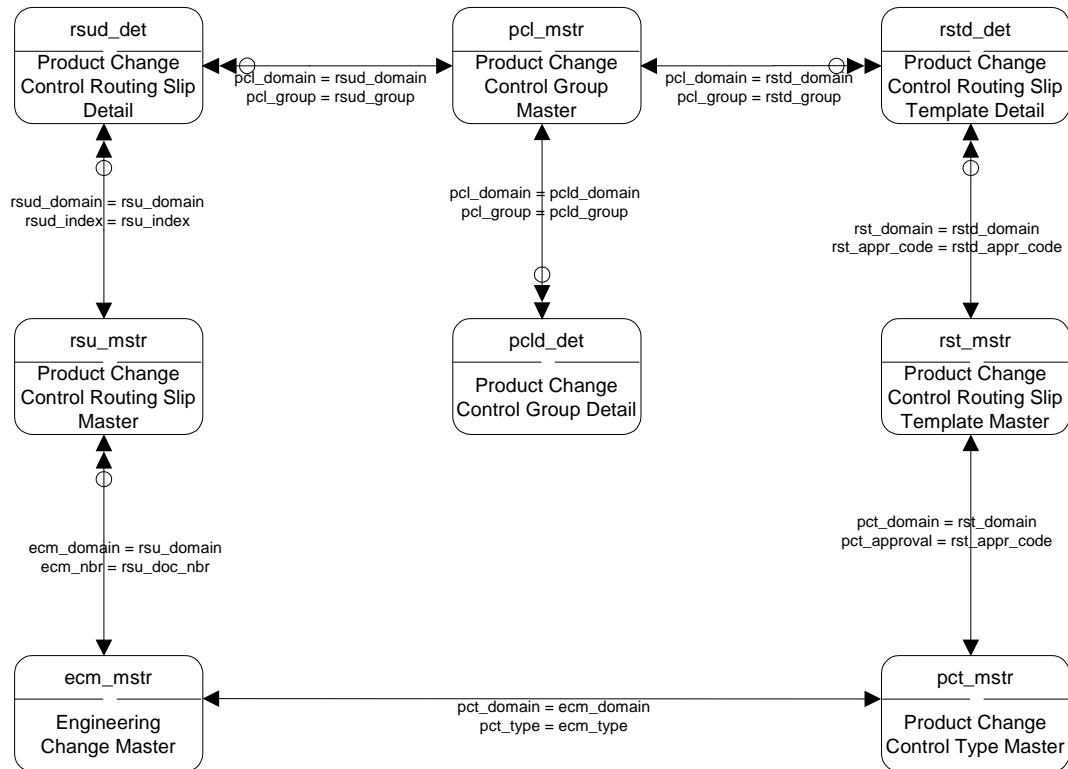 rsud_det
Product Change
Control Routing Slip
Detail
pcl_domain = rsud_domain
pcl_group = rsud_group
pcl_mstr
Product Change
Control Group
Master
pcl_domain = rstd_domain
pcl_group = rstd_group
rstd_det
Product Change
Control Routing Slip
Template Detail
rsud_domain = rsu_domain
rsud_index = rsu_index
pcl_domain = pcld_domain
pcl_group = pcld_group
rst_domain = rstd_domain
rst_appr_code = rstd_appr_code
rsu_mstr
Product Change
Control Routing Slip
Master
pcld_det
Product Change
Control Group Detail
rst_mstr
Product Change
Control Routing Slip
Template Master
ecm_domain = rsu_domain
ecm_nbr = rsu_doc_nbr
pct_domain = rst_domain
pct_approval = rst_appr_code
ecm_mstr
Engineering
Change Master
pct_domain = ecm_domain
pct_type = ecm_type
pct_mstr
Product Change
Control Type Master